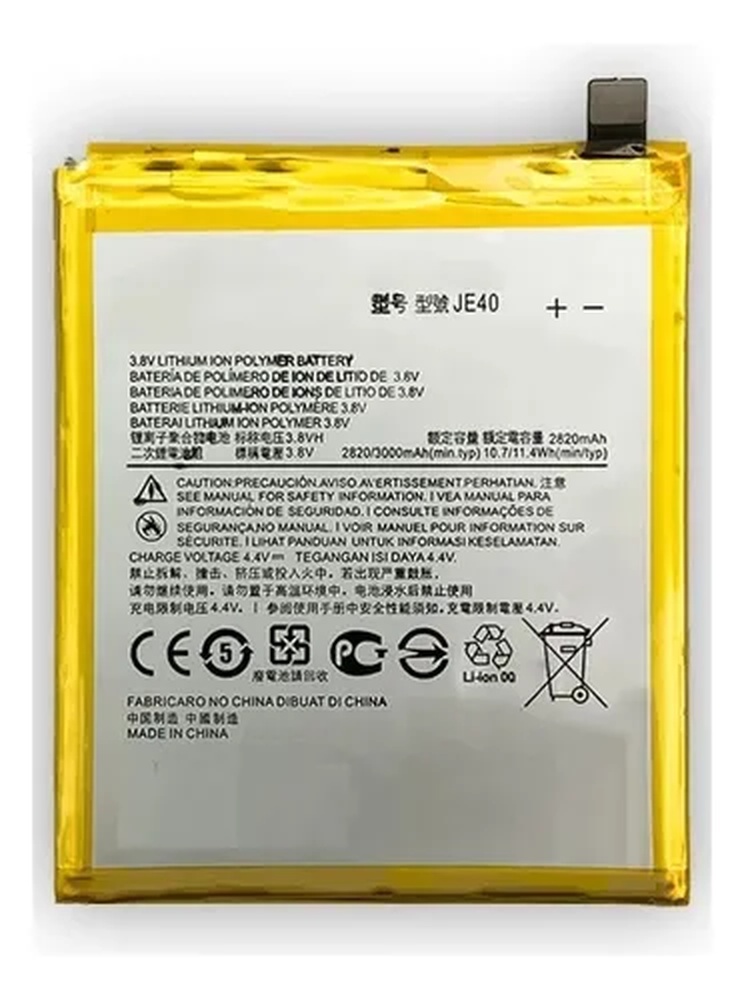 型号 型號 JE40 + −
3.8V LITHIUM ION POLYMER BATTERY
BATERÍA DE POLÍMERO DE ION DE LITIO DE 3.8V
BATERIA DE POLIMERO DE IONS DE LITIO DE 3.8V
BATTERIE LITHIUM-ION POLYMÈRE 3.8V
BATERAI LITHIUM ION POLYMER 3.8V
锂离子聚合物电池 标称电压3.8VH 额定容量 額定電容量 2820mAh
二次鋰電池組 標稱電壓3.8V 2820/3000mAh(min.typ) 10.7/11.4Wh(min/typ)
CAUTION:PRECAUCIÓN.AVISO.AVERTISSEMENT.PERHATIAN. 注意
SEE MANUAL FOR SAFETY INFORMATION. I VEA MANUAL PARA
INFORMACIÓN DE SEGURIDAD. I CONSULTE INFORMAÇÕES DE
SEGURANÇA.NO MANUAL. I VOIR MANUEL POUR INFORMATION SUR
SÈCURITE. I LIHAT PANDUAN UNTUK INFORMASI KESELAMATAN.
CHARGE VOLTAGE 4.4V⎓ TEGANGAN ISI DAYA 4.4V.
禁止拆解、撞击、挤压或投入火中，若出现严重鼓胀，
请勿继续使用，请勿置于高温环境中，电池浸水后禁止使用
充电限制电压4.4V. I 参阅使用手册中安全性能须知，充電限制電壓4.4V.
CE 5 PCT
廢電池請回收 Li-ion 00
FABRICARO NO CHINA DIBUAT DI CHINA
中国制造 中國制造
MADE IN CHINA